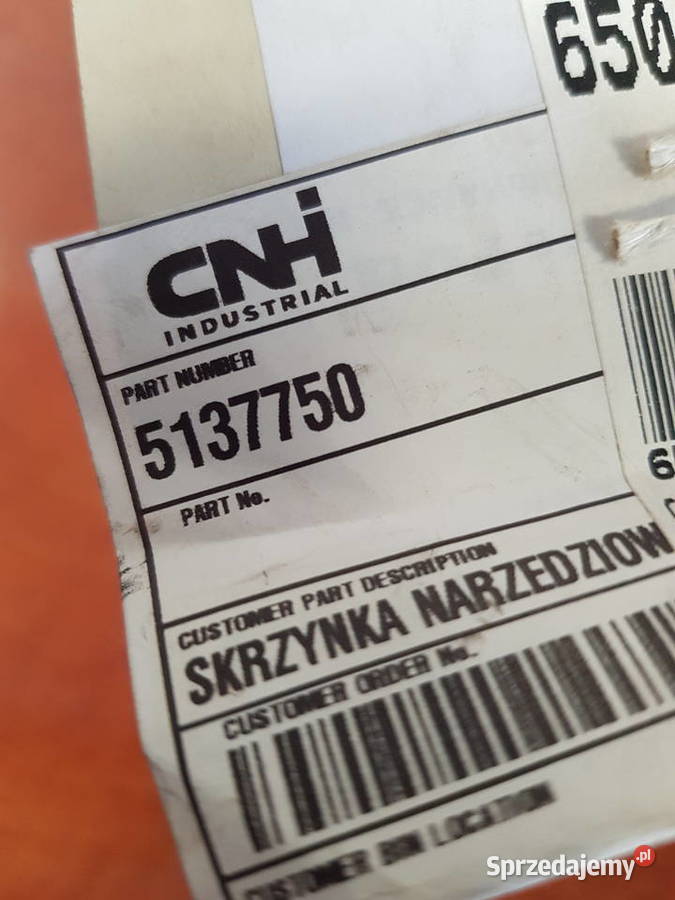 650
CNH
INDUSTRIAL
PART NUMBER
5137750
PART No.
CUSTOMER PART DESCRIPTION
SKRZYNKA NARZEDZIOW
CUSTOMER ORDER No.
CUSTOMER BIN LOCATION
Sprzedajemy.pl